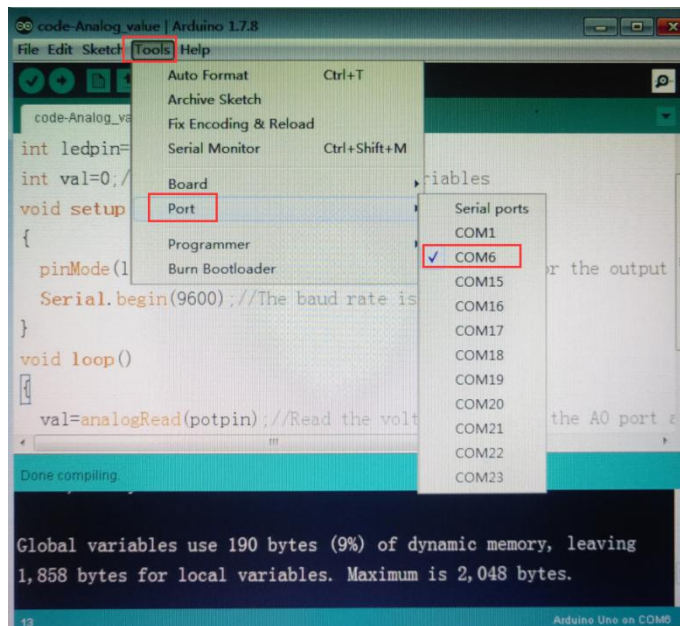 code-Analog_value | Arduino 1.7.8
File Edit Sketch Tools Help
Auto Format Ctrl+T
Archive Sketch
Fix Encoding & Reload
Serial Monitor Ctrl+Shift+M
Board
Port
Programmer
Burn Bootloader
Serial ports
COM1
✓ COM6
COM15
COM16
COM17
COM18
COM19
COM20
COM21
COM22
COM23
code-Analog_va
int ledpin=
int val=0;/ riables
void setup
{
pinMode(l r the output
Serial.begin(9600);//The baud rate is
}
void loop()
{
val=analogRead(potpin);//Read the volt the A0 port a
Done compiling.
Global variables use 190 bytes (9%) of dynamic memory, leaving
1,858 bytes for local variables. Maximum is 2,048 bytes.
13 Arduino Uno on COM6